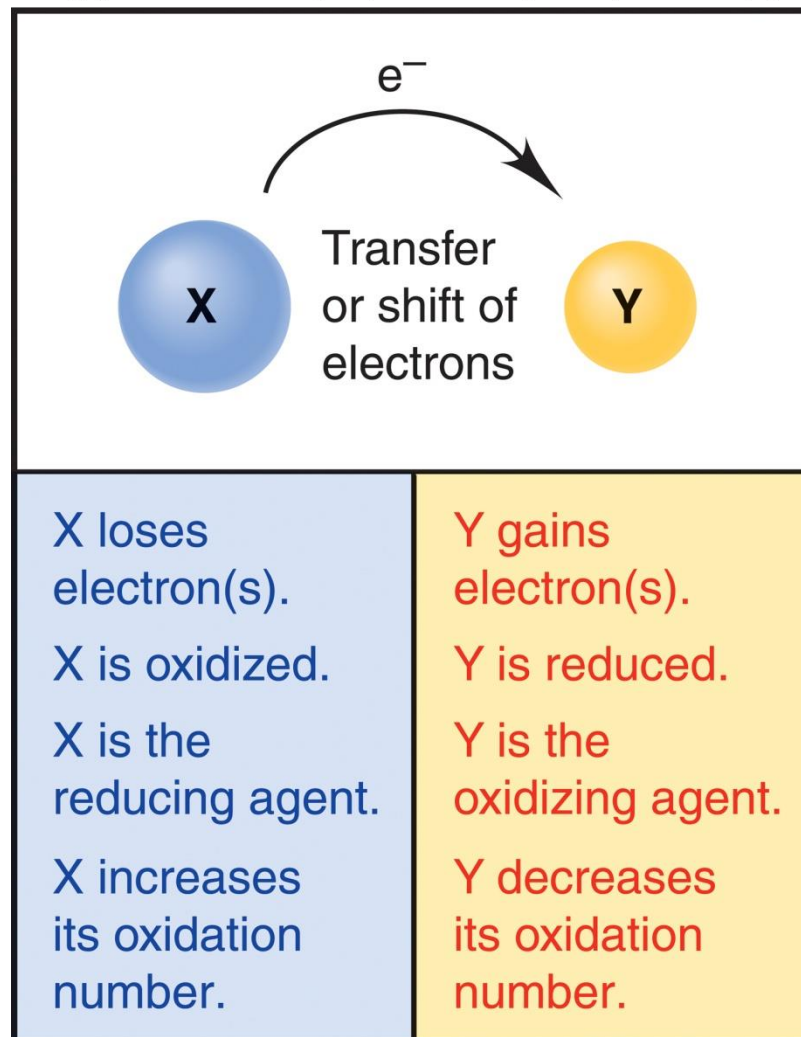 e–
X
Transfer
or shift of
electrons
Y
X loses
electron(s).
X is oxidized.
X is the
reducing agent.
X increases
its oxidation
number.
Y gains
electron(s).
Y is reduced.
Y is the
oxidizing agent.
Y decreases
its oxidation
number.